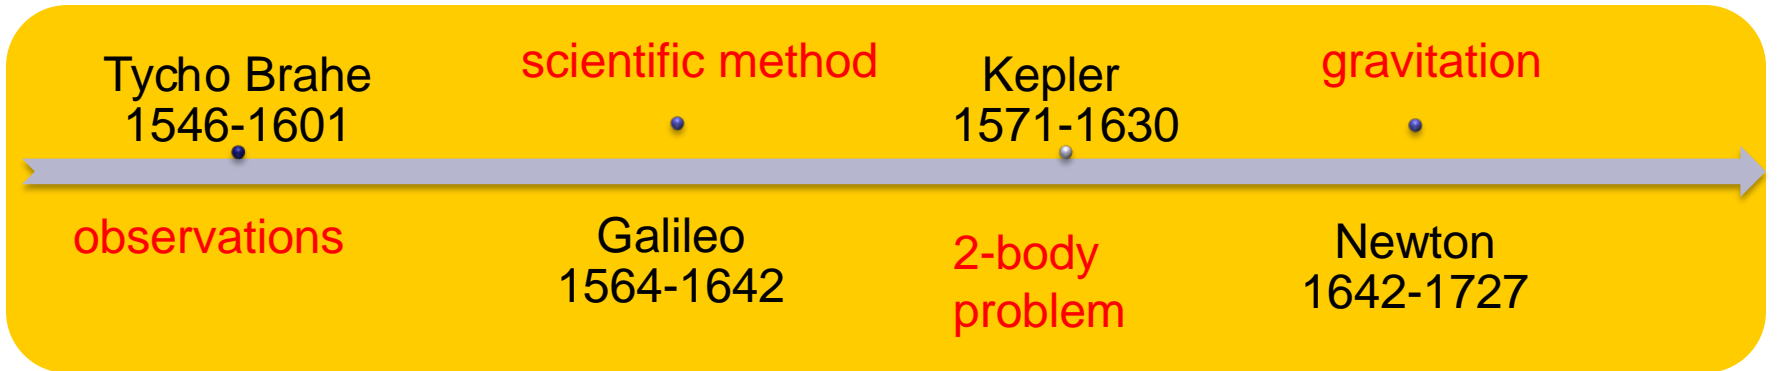 Tycho Brahe
1546-1601
observations
scientific method
Galileo
1564-1642
Kepler
1571-1630
2-body
problem
gravitation
Newton
1642-1727